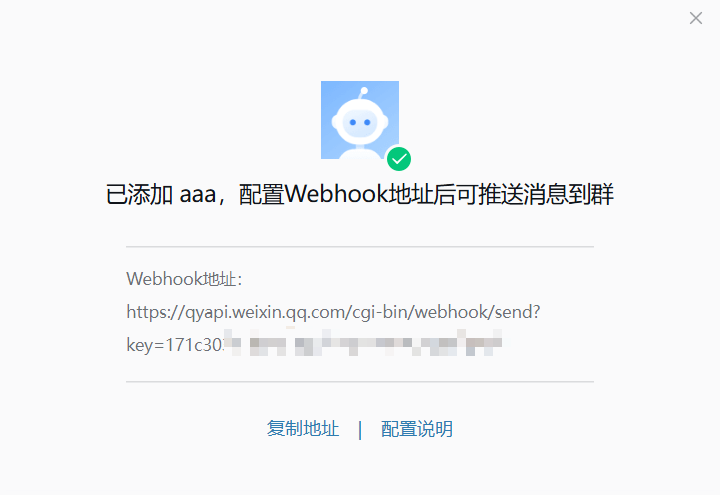 已添加 aaa，配置Webhook地址后可推送消息到群
Webhook地址：
https://qyapi.weixin.qq.com/cgi-bin/webhook/send?
key=171c30
复制地址 | 配置说明